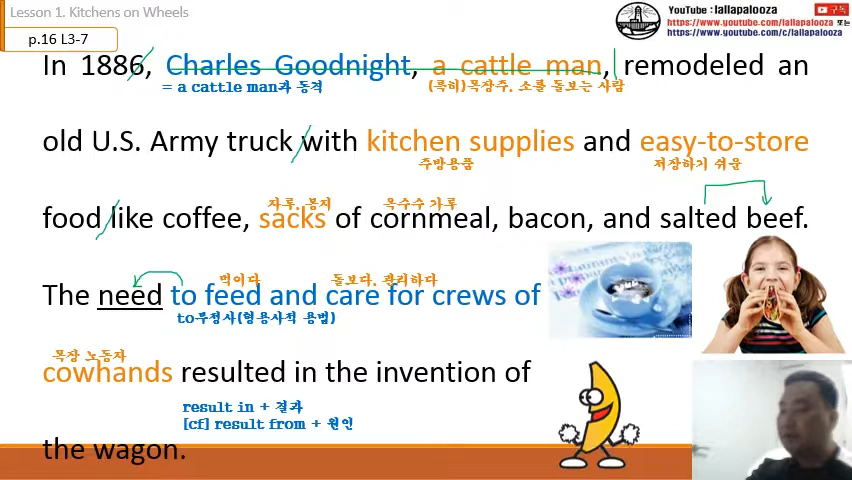 Lesson 1. Kitchens on Wheels
YouTube : lallapalooza 구독
https://www.youtube.com/lallapalooza 또는
https://www.youtube.com/c/lallapalooza
p.16 L3-7
In 1886, Charles Goodnight, a cattle man, remodeled an
= a cattle man과 동격
(특히)목장주. 소를 돌보는 사람
old U.S. Army truck with kitchen supplies and easy-to-store
주방용품
저장하기 쉬운
자루. 봉지
옥수수 가루
food like coffee, sacks of cornmeal, bacon, and salted beef.
먹이다
돌보다. 관리하다
The need to feed and care for crews of
to부정사(형용사적 용법)
목장 노동자
cowhands resulted in the invention of
result in + 결과
[cf] result from + 원인
the wagon.